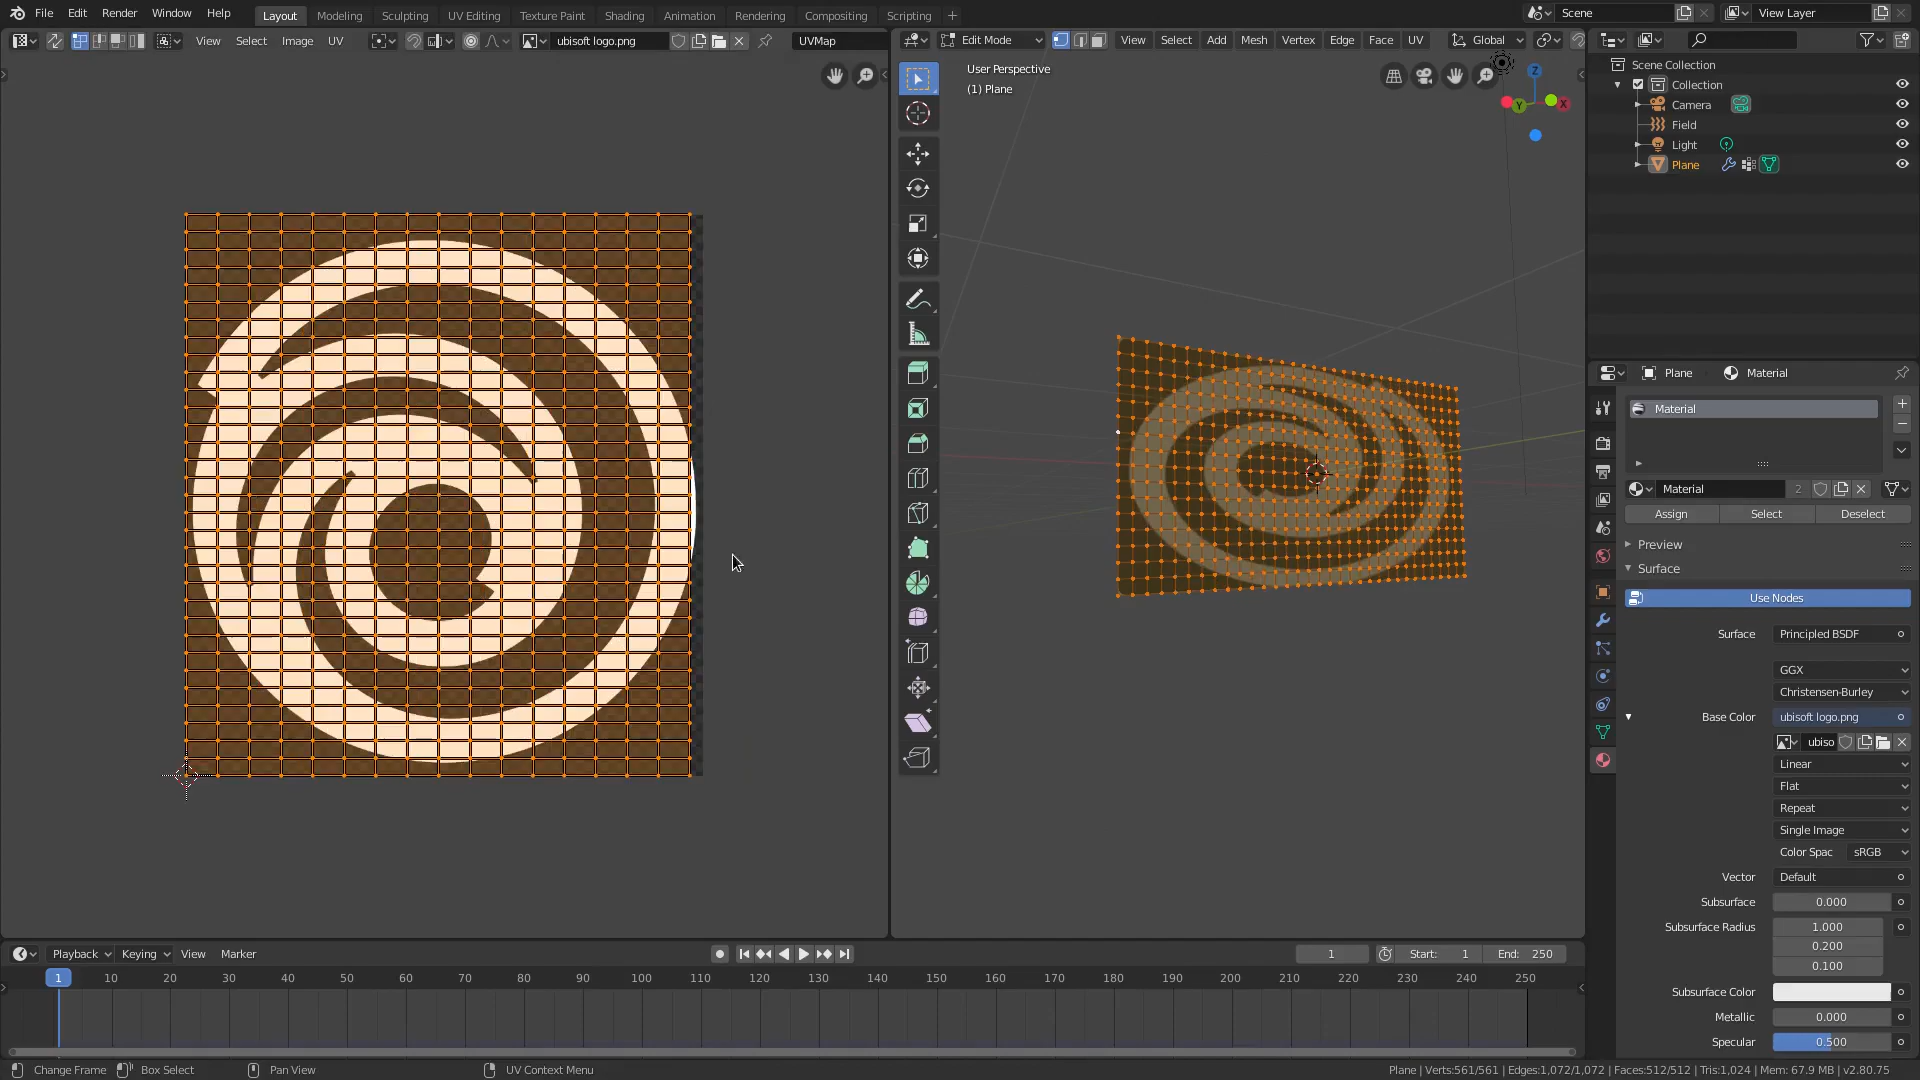 File Edit Render Window Help Layout Modeling Sculpting UV Editing Texture Paint Shading Animation Rendering Compositing Scripting + Scene View Layer
View Select Image UV ubisoft logo.png UVMap Edit Mode View Select Add Mesh Vertex Edge Face UV Global
User Perspective
(1) Plane
Z
Y X
Scene Collection
Collection
Camera
Field
Light
Plane
Plane Material
Material
Material 2
Assign Select Deselect
Preview
Surface
Use Nodes
Surface Principled BSDF
GGX
Christensen-Burley
Base Color ubisoft logo.png
ubiso
Linear
Flat
Repeat
Single Image
Color Spac sRGB
Vector Default
Subsurface 0.000
Subsurface Radius 1.000
0.200
0.100
Subsurface Color
Metallic 0.000
Specular 0.500
Playback Keying View Marker 1 Start: 1 End: 250
1 10 20 30 40 50 60 70 80 90 100 110 120 130 140 150 160 170 180 190 200 210 220 230 240 250
Change Frame Box Select Pan View UV Context Menu Plane | Verts:561/561 | Edges:1,072/1,072 | Faces:512/512 | Tris:1,024 | Mem: 67.9 MB | v2.80.75